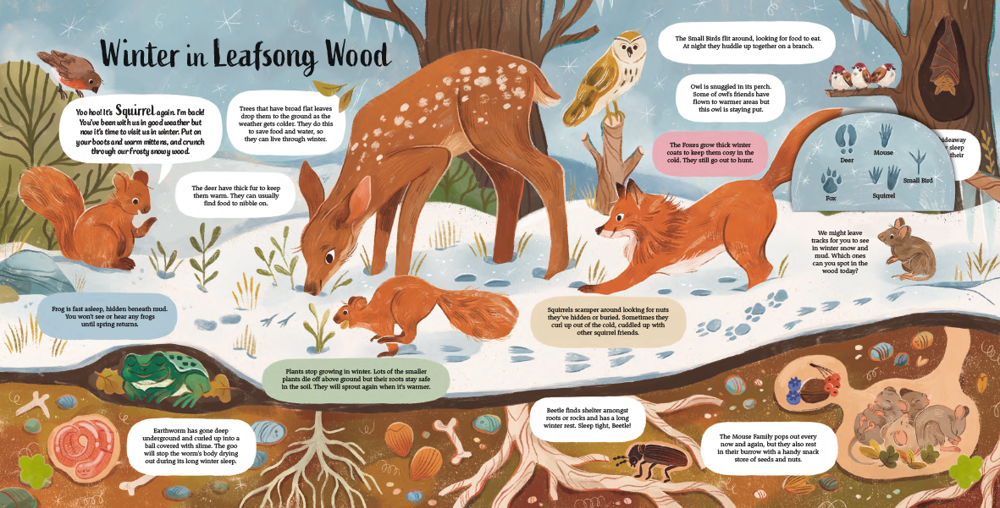 Winter in Leafsong Wood
Yoo hoo! It's Squirrel again. I'm back!
You've been with us in good weather but
now it's time to visit us in winter. Put on
your boots and warm mittens, and crunch
through our frosty snowy wood.
Trees that have broad flat leaves
drop them to the ground as the
weather gets colder. They do this
to save food and water, so
they can live through winter.
The deer have thick fur to keep
them warm. They can usually
find food to nibble on.
The Small Birds flit around, looking for food to eat.
At night they huddle up together on a branch.
Owl is snuggled in its perch.
Some of owl's friends have
flown to warmer areas but
this owl is staying put.
The Foxes grow thick winter
coats to keep them cosy in the
cold. They still go out to hunt.
hideaway
sleep
their
Deer
Mouse
Small Bird
Fox
Squirrel
We might leave
tracks for you to see
in winter snow and
mud. Which ones
can you spot in the
wood today?
Frog is fast asleep, hidden beneath mud.
You won't see or hear any frogs
until spring returns.
Squirrels scamper around looking for nuts
they've hidden or buried. Sometimes they
curl up out of the cold, cuddled up with
other squirrel friends.
Plants stop growing in winter. Lots of the smaller
plants die off above ground but their roots stay safe
in the soil. They will sprout again when it's warmer.
Earthworm has gone deep
underground and curled up into a
ball covered with slime. The goo
will stop the worm's body drying
out during its long winter sleep.
Beetle finds shelter amongst
roots or rocks and has a long
winter rest. Sleep tight, Beetle!
The Mouse Family pops out every
now and again, but they also rest
in their burrow with a handy snack
store of seeds and nuts.